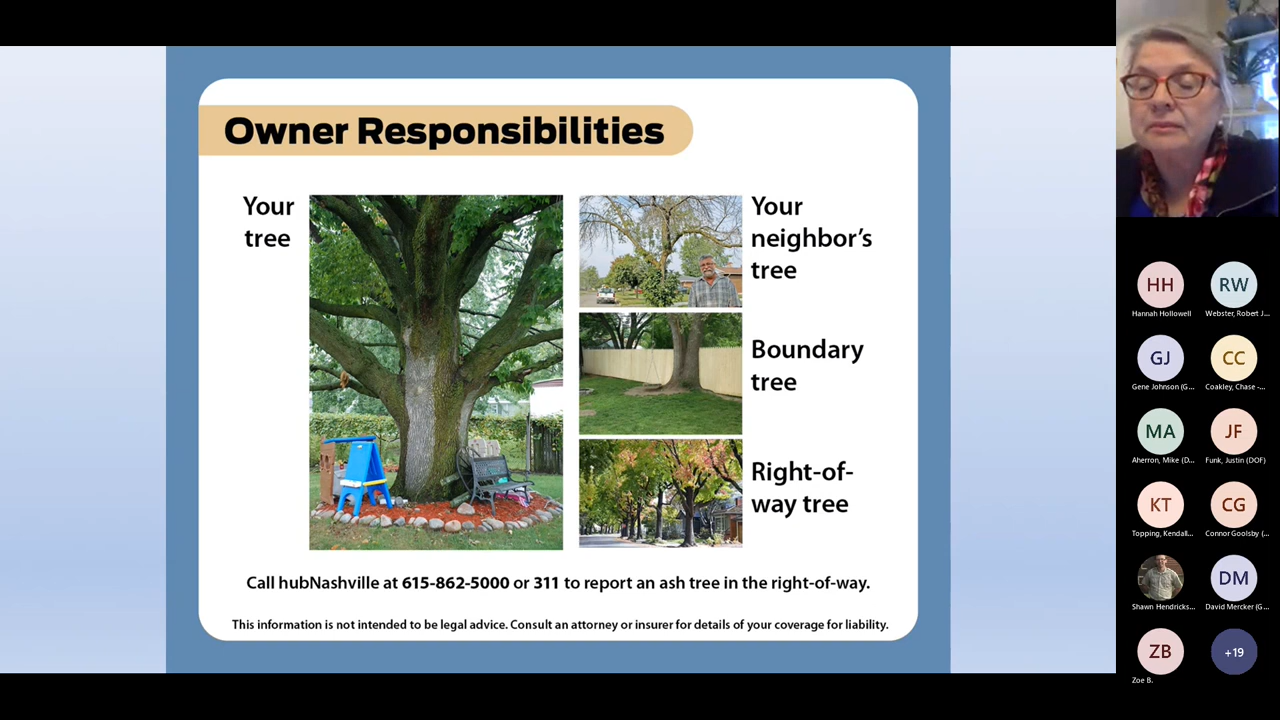 Owner Responsibilities
Your
tree
Your
neighbor’s
tree
Boundary
tree
Right-of-
way tree
Call hubNashville at 615-862-5000 or 311 to report an ash tree in the right-of-way.
This information is not intended to be legal advice. Consult an attorney or insurer for details of your coverage for liability.
HH
RW
Hannah Hollowell
Webster, Robert J...
GJ
CC
Gene Johnson (G...
Coakley, Chase -...
MA
JF
Aherron, Mike (D...
Funk, Justin (DOF)
KT
CG
Topping, Kendall...
Connor Goolsby (...
DM
Shawn Hendricks...
David Mercker (G...
ZB
+19
Zoe B.